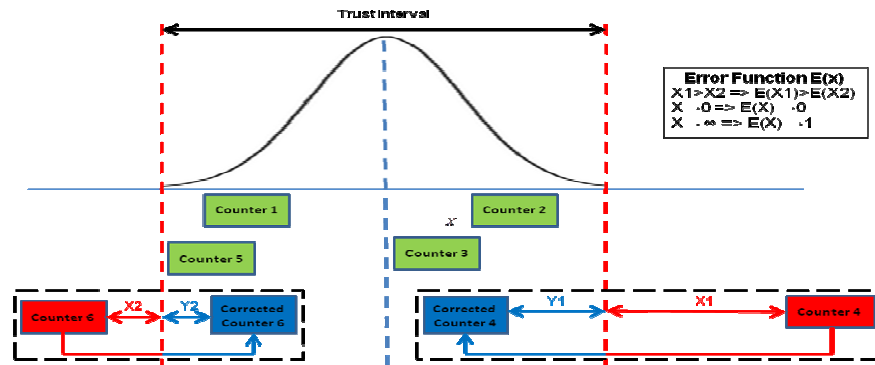 Trust Interval
Error Function E(x)
X1>X2 => E(X1)>E(X2)
X →0 => E(X) →0
X →∞ => E(X) →1
Counter 1
Counter 2
x
Counter 5
Counter 3
Counter 6
X2
Y2
Corrected
Counter 6
Corrected
Counter 4
Y1
X1
Counter 4